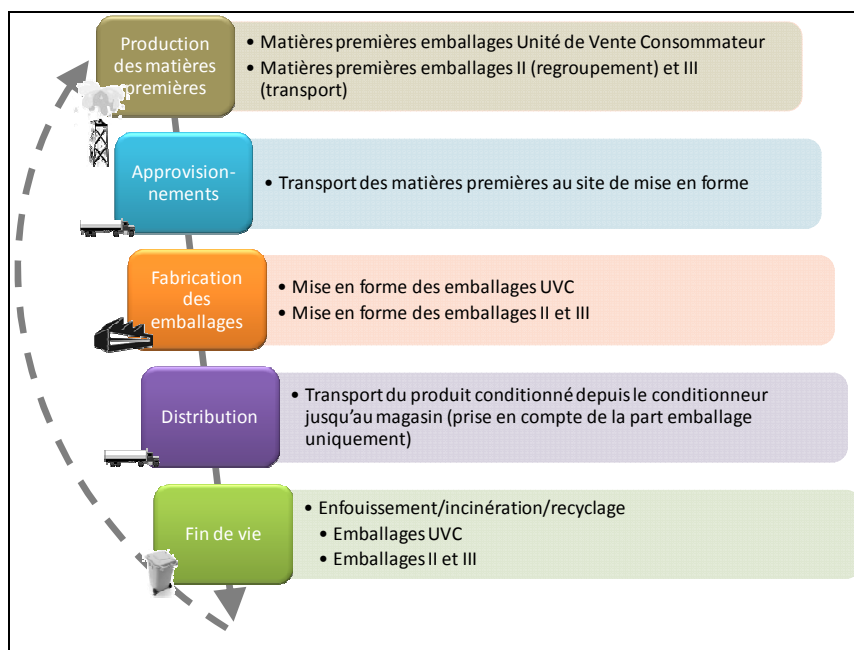 Production
des matières
premières
• Matières premières emballages Unité de Vente Consommateur
• Matières premières emballages II (regroupement) et III
(transport)
Approvision-
nements
• Transport des matières premières au site de mise en forme
Fabrication
des
emballages
• Mise en forme des emballages UVC
• Mise en forme des emballages II et III
Distribution
• Transport du produit conditionné depuis le conditionneur
jusqu'au magasin (prise en compte de la part emballage
uniquement)
Fin de vie
• Enfouissement/incinération/recyclage
• Emballages UVC
• Emballages II et III